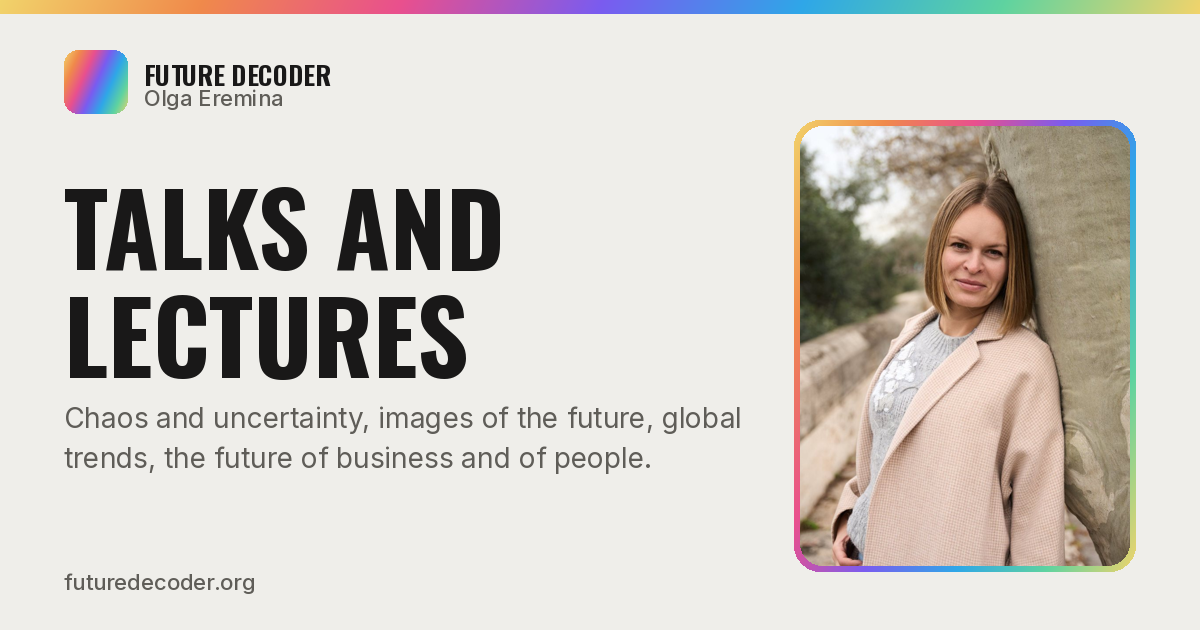 FUTURE DECODER
Olga Eremina
TALKS AND
LECTURES
Chaos and uncertainty, images of the future, global
trends, the future of business and of people.
futuredecoder.org